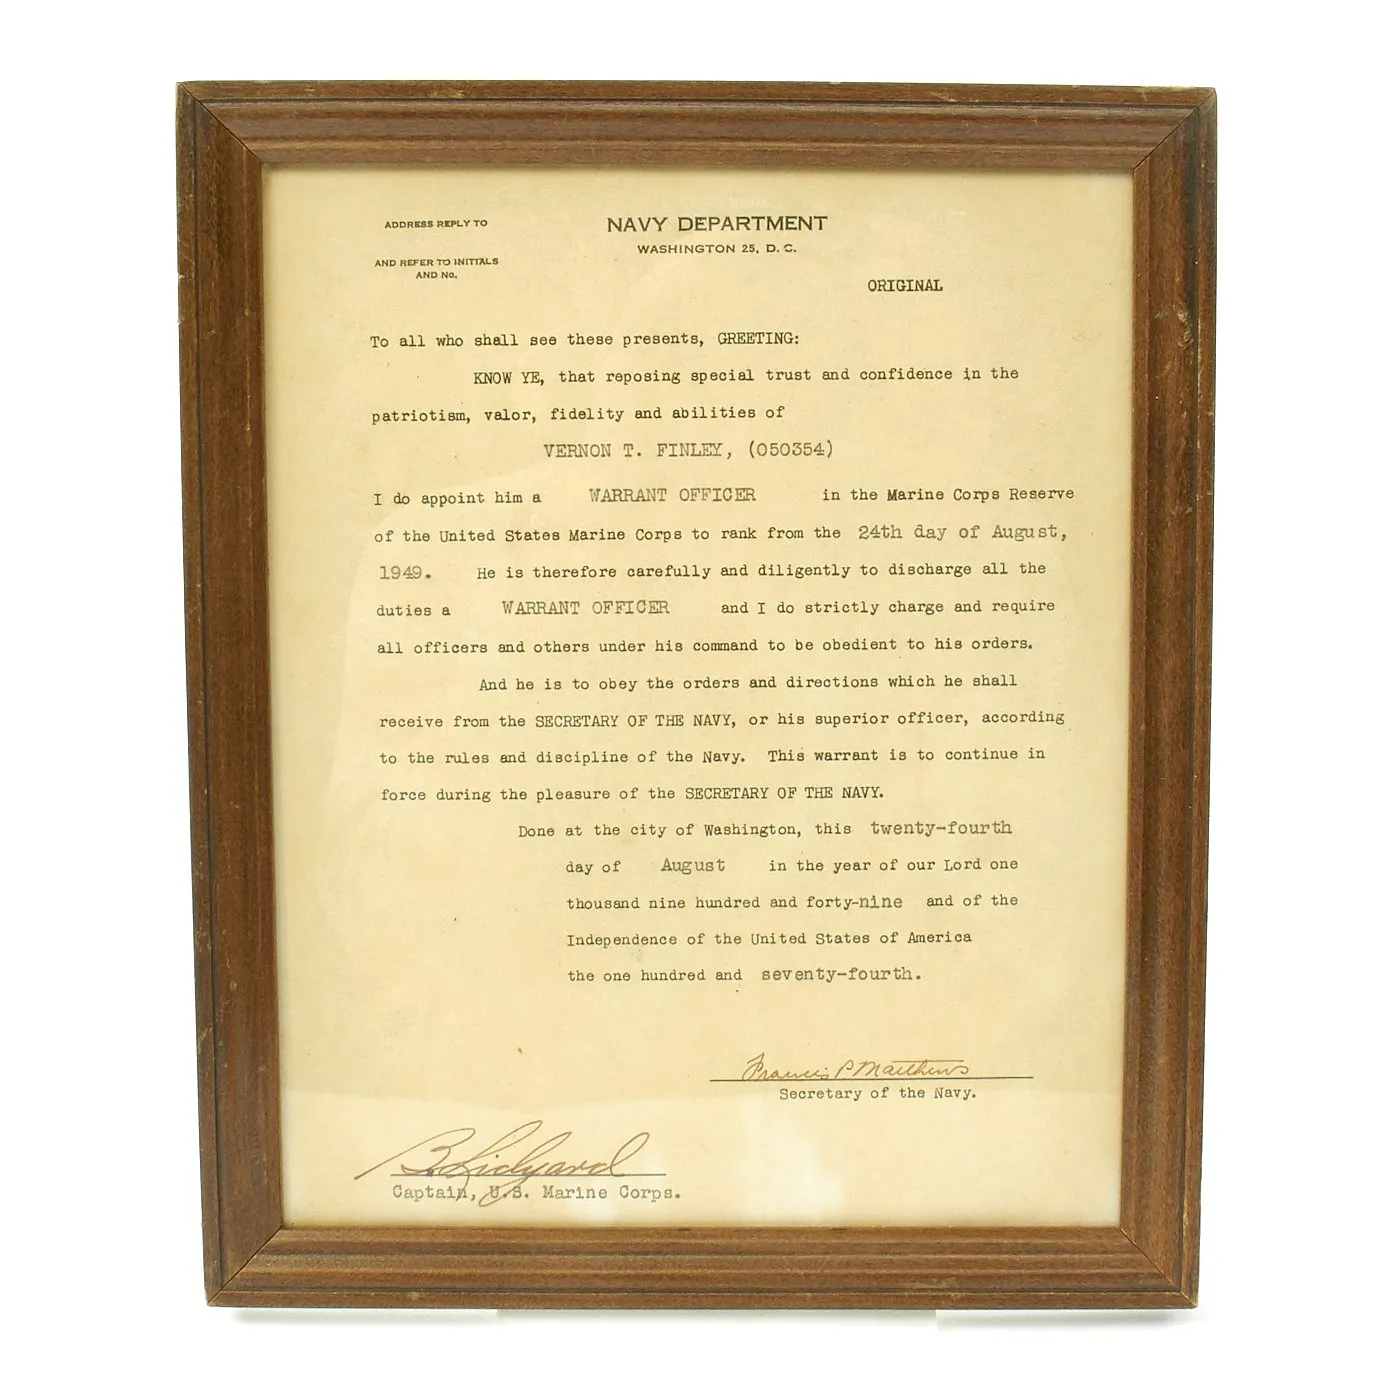 ADDRESS REPLY TO
AND REFER TO INITIALS
AND No.
NAVY DEPARTMENT
WASHINGTON 25, D. C.
ORIGINAL
To all who shall see these presents, GREETING:
KNOW YE, that reposing special trust and confidence in the
patriotism, valor, fidelity and abilities of
VERNON T. FINLEY, (050354)
I do appoint him a WARRANT OFFICER in the Marine Corps Reserve
of the United States Marine Corps to rank from the 24th day of August,
1949. He is therefore carefully and diligently to discharge all the
duties a WARRANT OFFICER and I do strictly charge and require
all officers and others under his command to be obedient to his orders.
And he is to obey the orders and directions which he shall
receive from the SECRETARY OF THE NAVY, or his superior officer, according
to the rules and discipline of the Navy. This warrant is to continue in
force during the pleasure of the SECRETARY OF THE NAVY.
Done at the city of Washington, this twenty-fourth
day of August in the year of our Lord one
thousand nine hundred and forty-nine and of the
Independence of the United States of America
the one hundred and seventy-fourth.
Francis P Matthews
Secretary of the Navy.
B. Lidyard
Captain, U.S. Marine Corps.